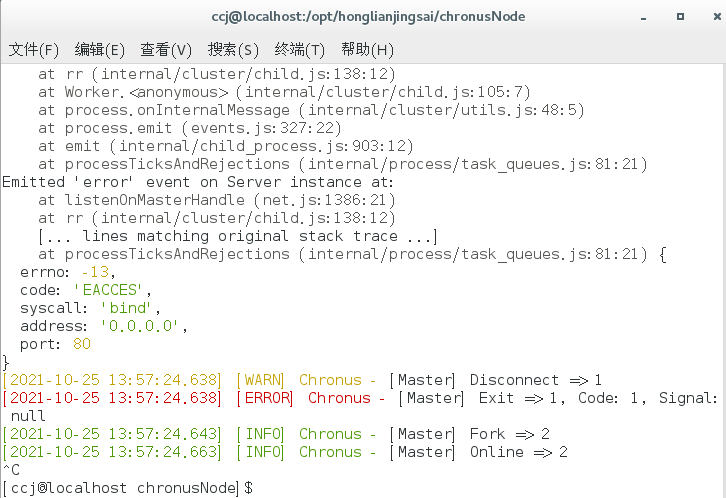 ccj@localhost:/opt/honglianjingsai/chronusNode
文件(F) 编辑(E) 查看(V) 搜索(S) 终端(T) 帮助(H)
at rr (internal/cluster/child.js:138:12)
at Worker.<anonymous> (internal/cluster/child.js:105:7)
at process.onInternalMessage (internal/cluster/utils.js:48:5)
at process.emit (events.js:327:22)
at emit (internal/child_process.js:903:12)
at processTicksAndRejections (internal/process/task_queues.js:81:21)
Emitted 'error' event on Server instance at:
at listenOnMasterHandle (net.js:1386:21)
at rr (internal/cluster/child.js:138:12)
[... lines matching original stack trace ...]
at processTicksAndRejections (internal/process/task_queues.js:81:21) {
errno: -13,
code: 'EACCES',
syscall: 'bind',
address: '0.0.0.0',
port: 80
}
[2021-10-25 13:57:24.638] [WARN] Chronus - [Master] Disconnect => 1
[2021-10-25 13:57:24.638] [ERROR] Chronus - [Master] Exit => 1, Code: 1, Signal:
null
[2021-10-25 13:57:24.643] [INFO] Chronus - [Master] Fork => 2
[2021-10-25 13:57:24.663] [INFO] Chronus - [Master] Online => 2
^C
[ccj@localhost chronusNode]$